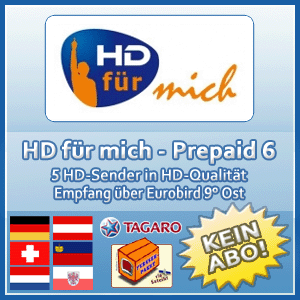 HD
für mich
HD für mich - Prepaid 6
5 HD-Sender in HD-Qualität
Empfang über Eurobird 9° Ost
TAGARO
KEIN
ABO!